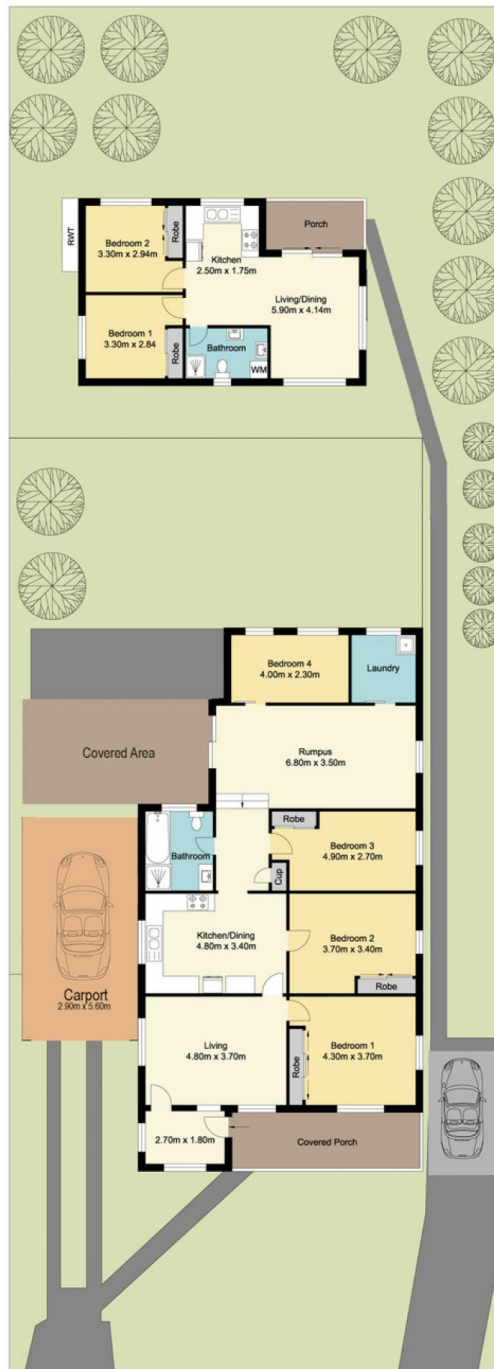 RWT
Bedroom 2
3.30m x 2.94m
Robe
Kitchen
2.50m x 1.75m
Porch
Living/Dining
5.90m x 4.14m
Bedroom 1
3.30m x 2.84
Robe
Bathroom
WM
Bedroom 4
4.00m x 2.30m
Laundry
Covered Area
Rumpus
6.80m x 3.50m
Robe
Bedroom 3
4.90m x 2.70m
Bathroom
Cup
Kitchen/Dining
4.80m x 3.40m
Bedroom 2
3.70m x 3.40m
Robe
Carport
2.90m x 5.60m
Living
4.80m x 3.70m
Bedroom 1
4.30m x 3.70m
Robe
2.70m x 1.80m
Covered Porch